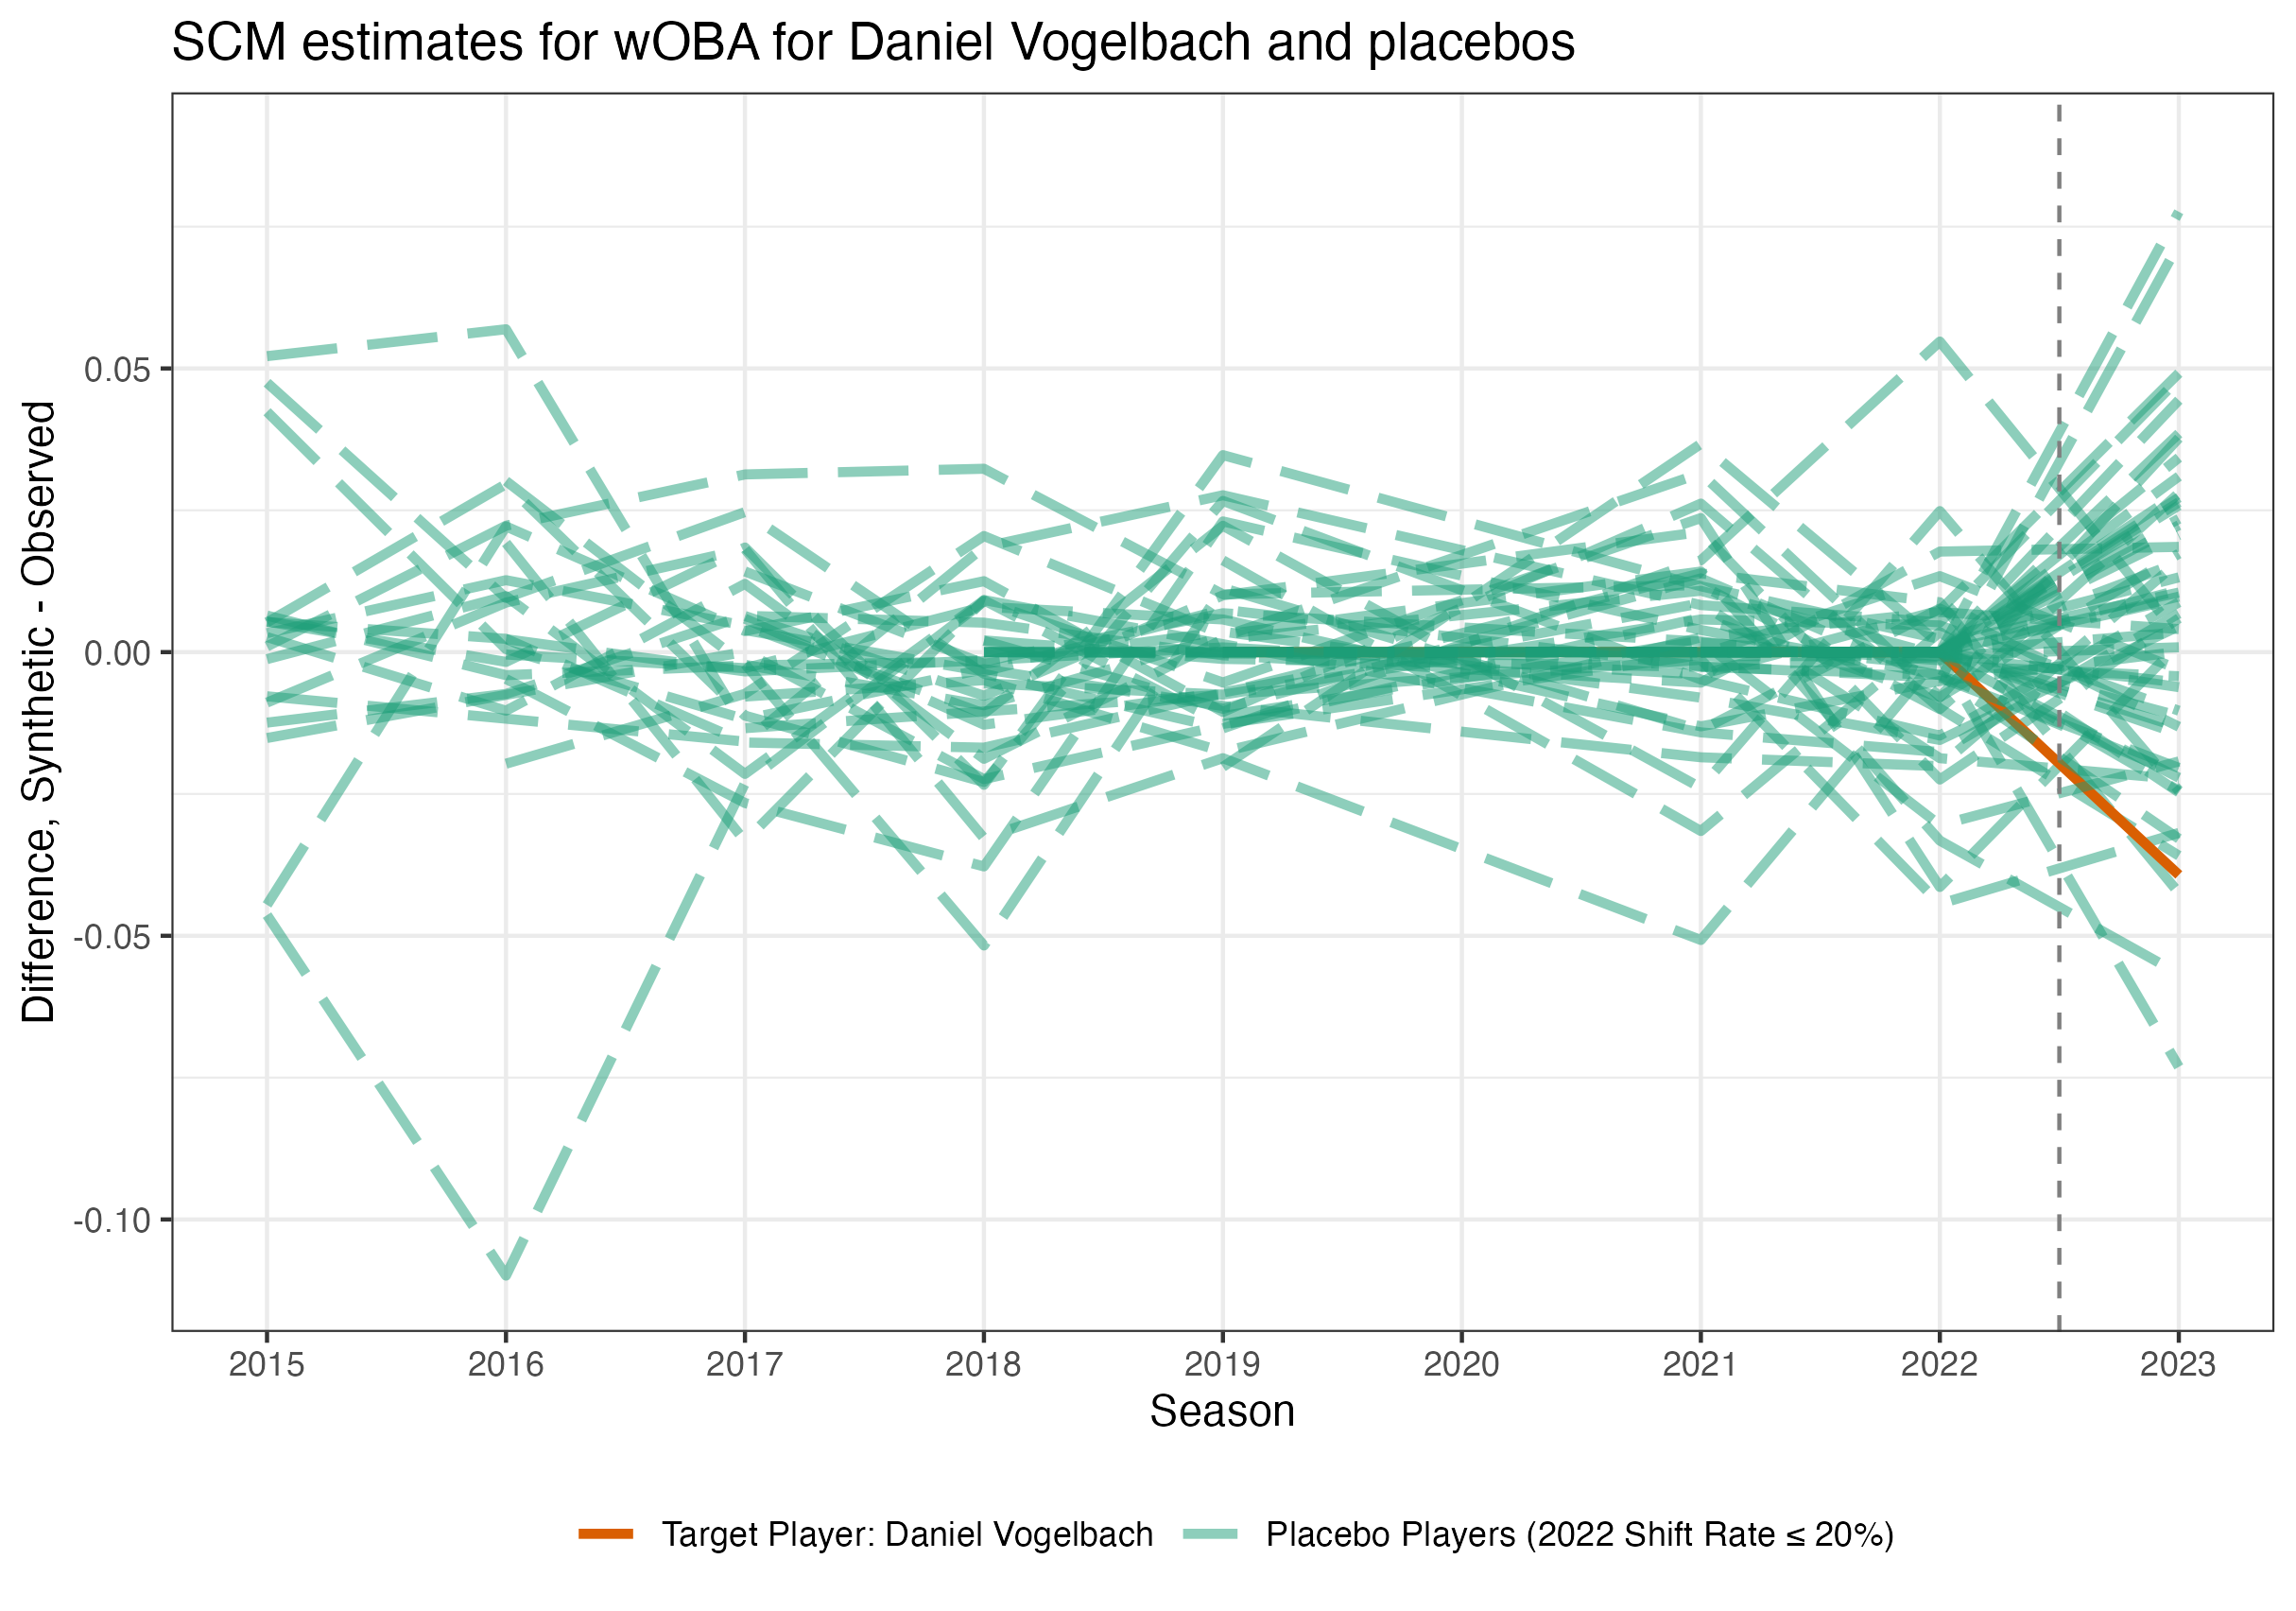 SCM estimates for wOBA for Daniel Vogelbach and placebos
Difference, Synthetic - Observed
0.05
0.00
-0.05
-0.10
2015 2016 2017 2018 2019 2020 2021 2022 2023
Season
Target Player: Daniel Vogelbach Placebo Players (2022 Shift Rate ≤ 20%)